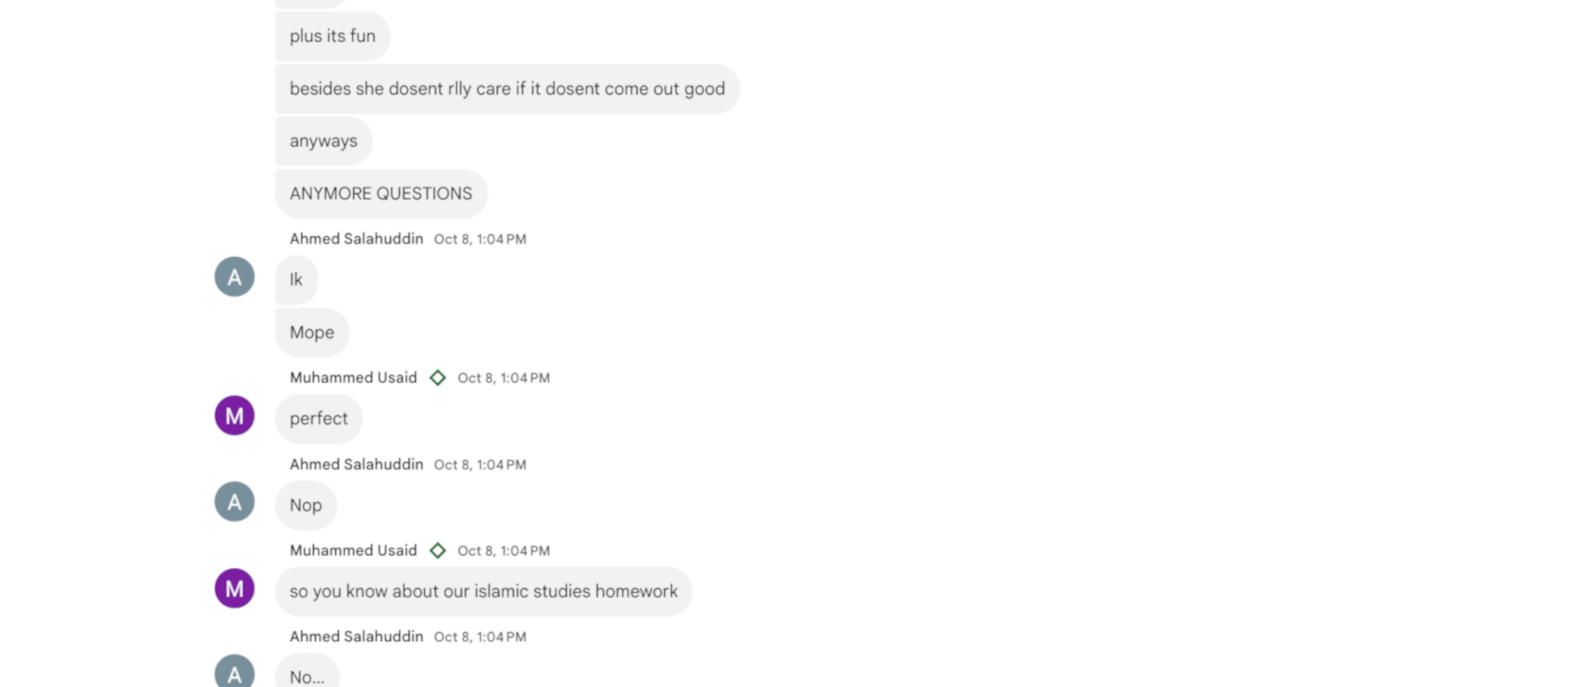 plus its fun
besides she dosent rlly care if it dosent come out good
anyways
ANYMORE QUESTIONS
Ahmed Salahuddin Oct 8, 1:04 PM
A
Ik
Mope
Muhammed Usaid Oct 8, 1:04 PM
M
perfect
Ahmed Salahuddin Oct 8, 1:04 PM
A
Nop
Muhammed Usaid Oct 8, 1:04 PM
M
so you know about our islamic studies homework
Ahmed Salahuddin Oct 8, 1:04 PM
A
No...